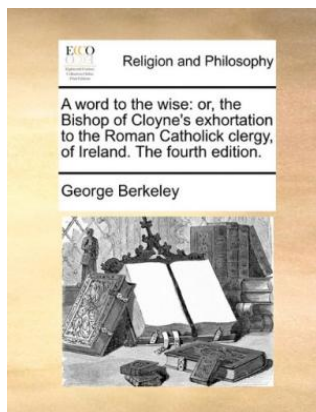 ECCO
Religion and Philosophy
A word to the wise: or, the
Bishop of Cloyne's exhortation
to the Roman Catholick clergy,
of Ireland. The fourth edition.
George Berkeley